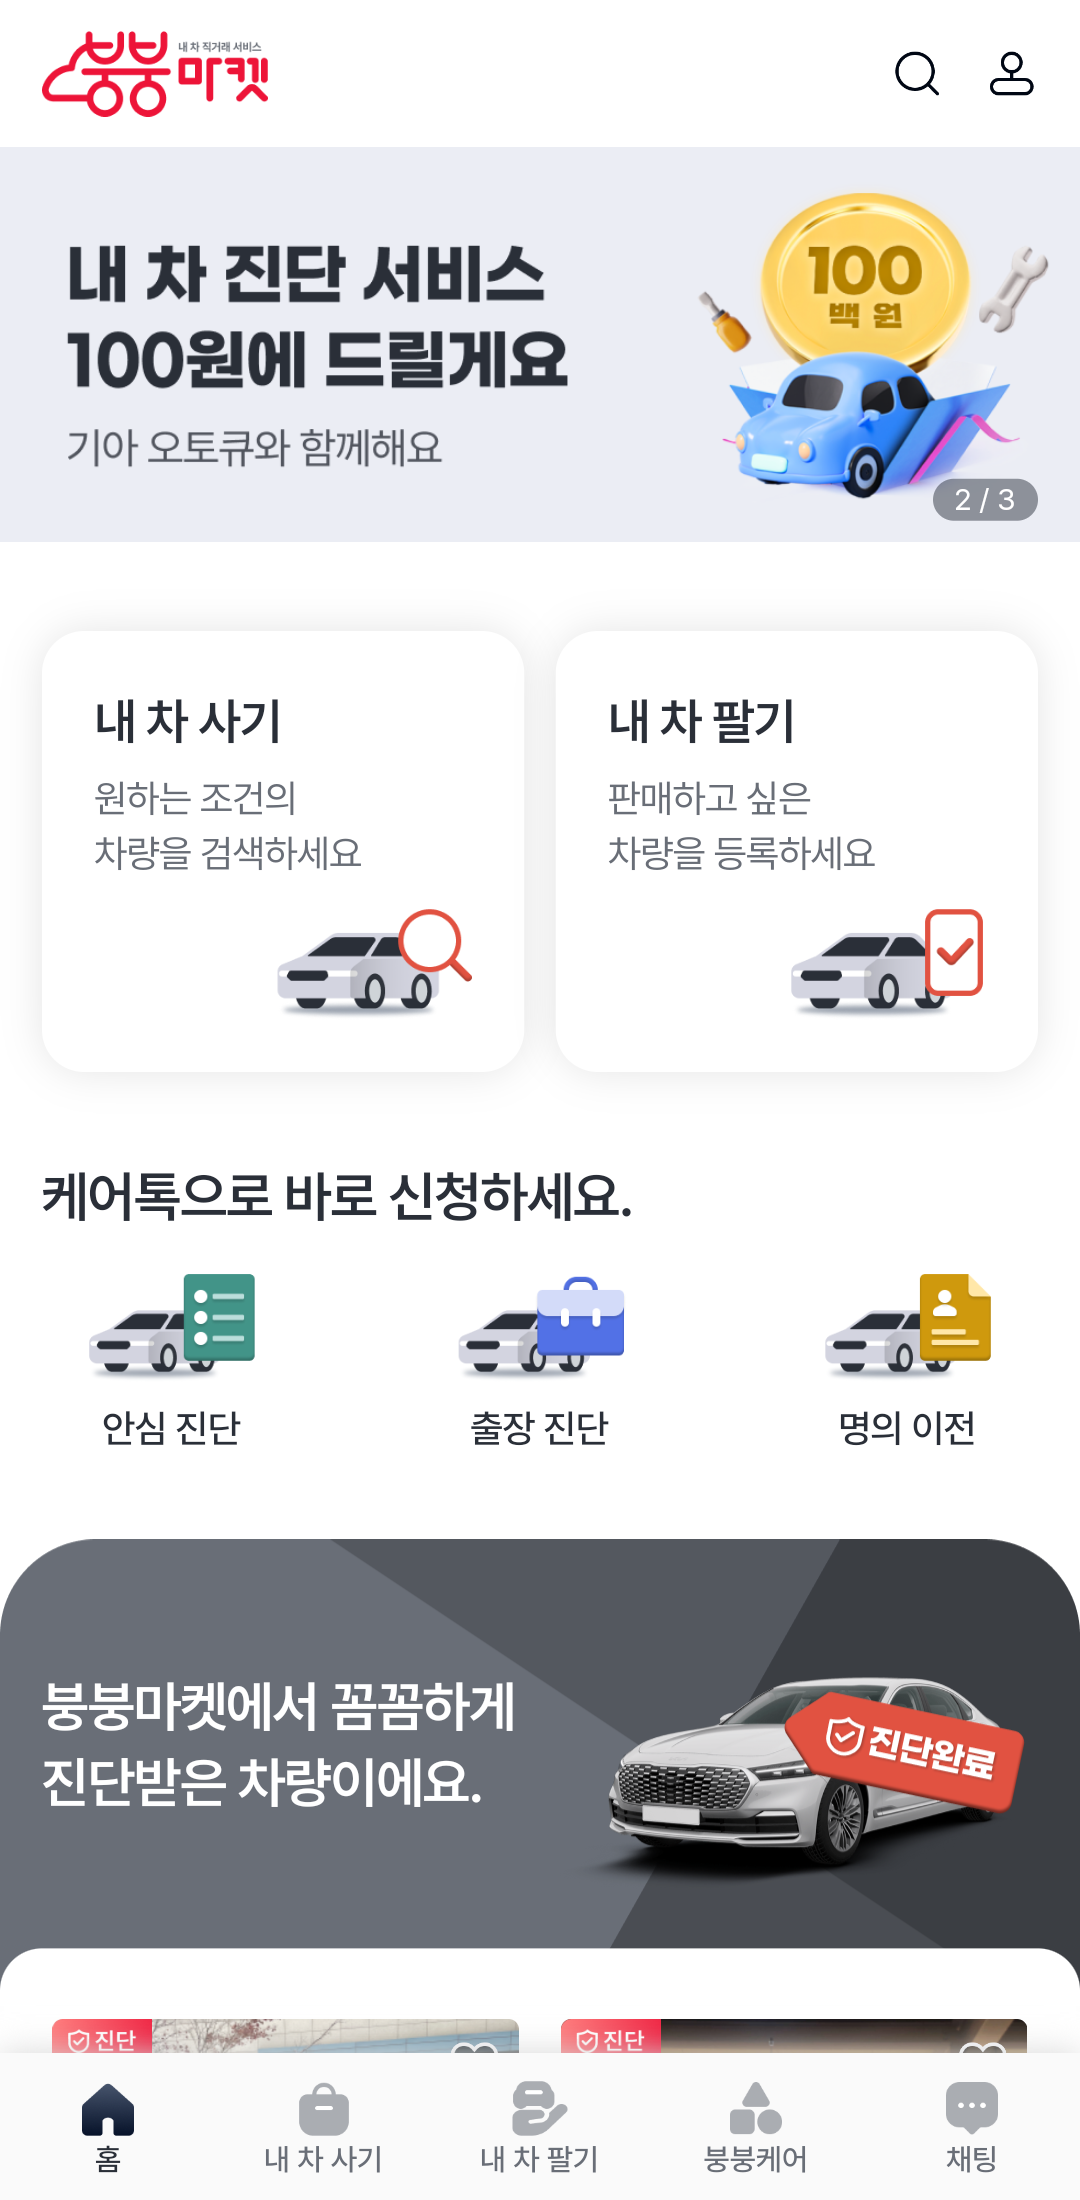 붕붕마켓
내 차 직거래 서비스
내 차 진단 서비스
100원에 드릴게요
기아 오토큐와 함께해요
100
백 원
2 / 3
내 차 사기
원하는 조건의
차량을 검색하세요
내 차 팔기
판매하고 싶은
차량을 등록하세요
케어톡으로 바로 신청하세요.
안심 진단
출장 진단
명의 이전
붕붕마켓에서 꼼꼼하게
진단받은 차량이에요.
진단완료
진단
진단
홈
내 차 사기
내 차 팔기
붕붕케어
채팅